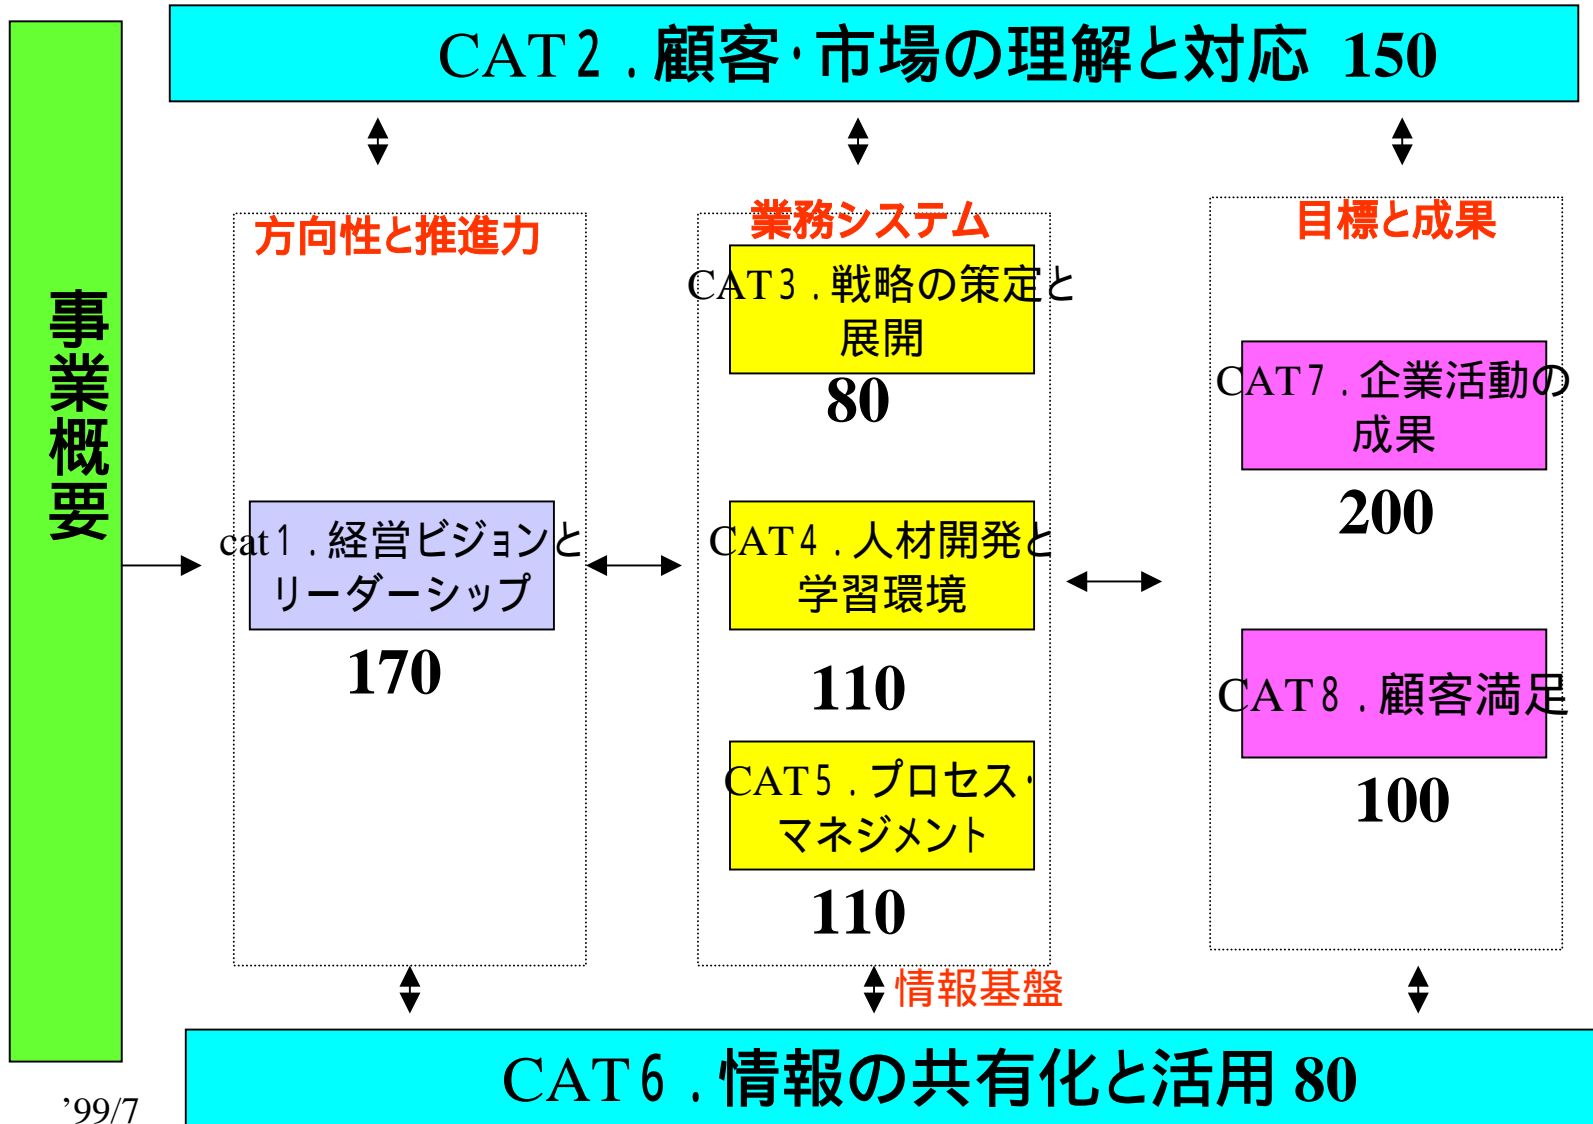 CAT２．顧客・市場の理解と対応 150
事業概要
方向性と推進力
cat１．経営ビジョンと
リーダーシップ
170
業務システム
CAT３．戦略の策定と
展開
80
CAT４．人材開発と
学習環境
110
CAT５．プロセス・
マネジメント
110
目標と成果
CAT７．企業活動の
成果
200
CAT８．顧客満足
100
情報基盤
CAT６．情報の共有化と活用 80
’99/7